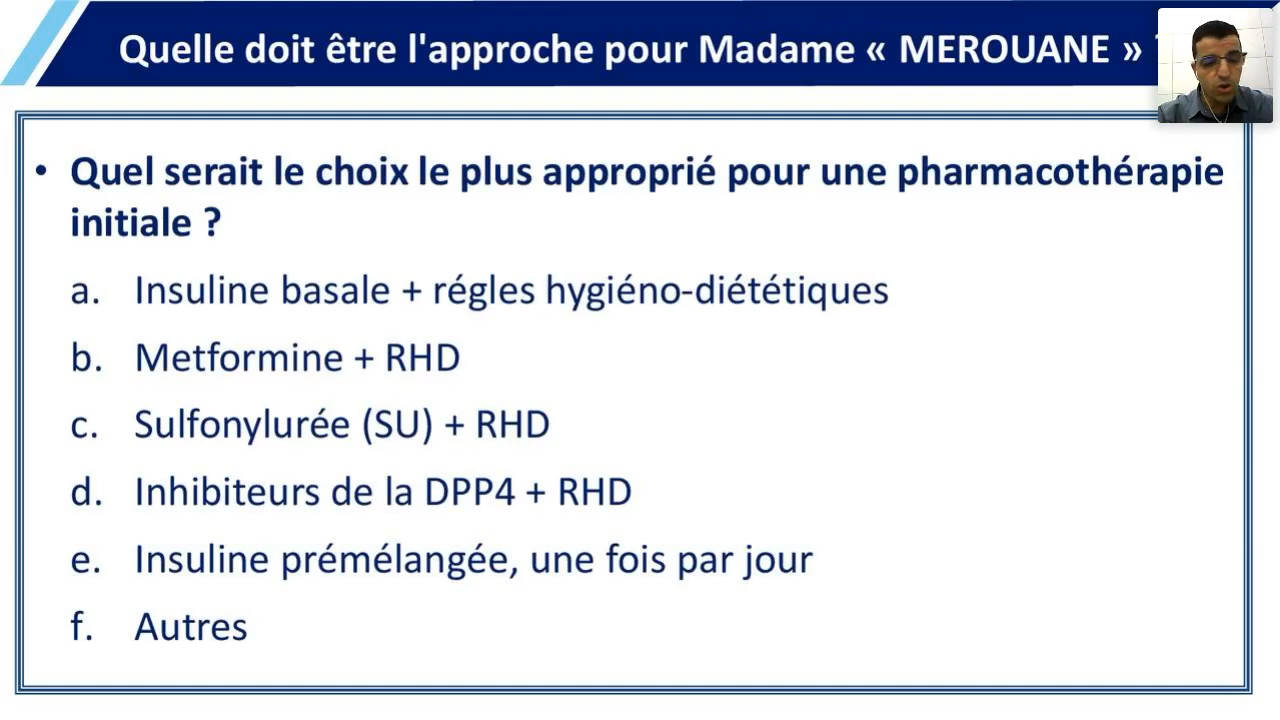 Quelle doit être l'approche pour Madame « MEROUANE » ?
• Quel serait le choix le plus approprié pour une pharmacothérapie
initiale ?
a. Insuline basale + régles hygiéno-diététiques
b. Metformine + RHD
c. Sulfonylurée (SU) + RHD
d. Inhibiteurs de la DPP4 + RHD
e. Insuline prémélangée, une fois par jour
f. Autres